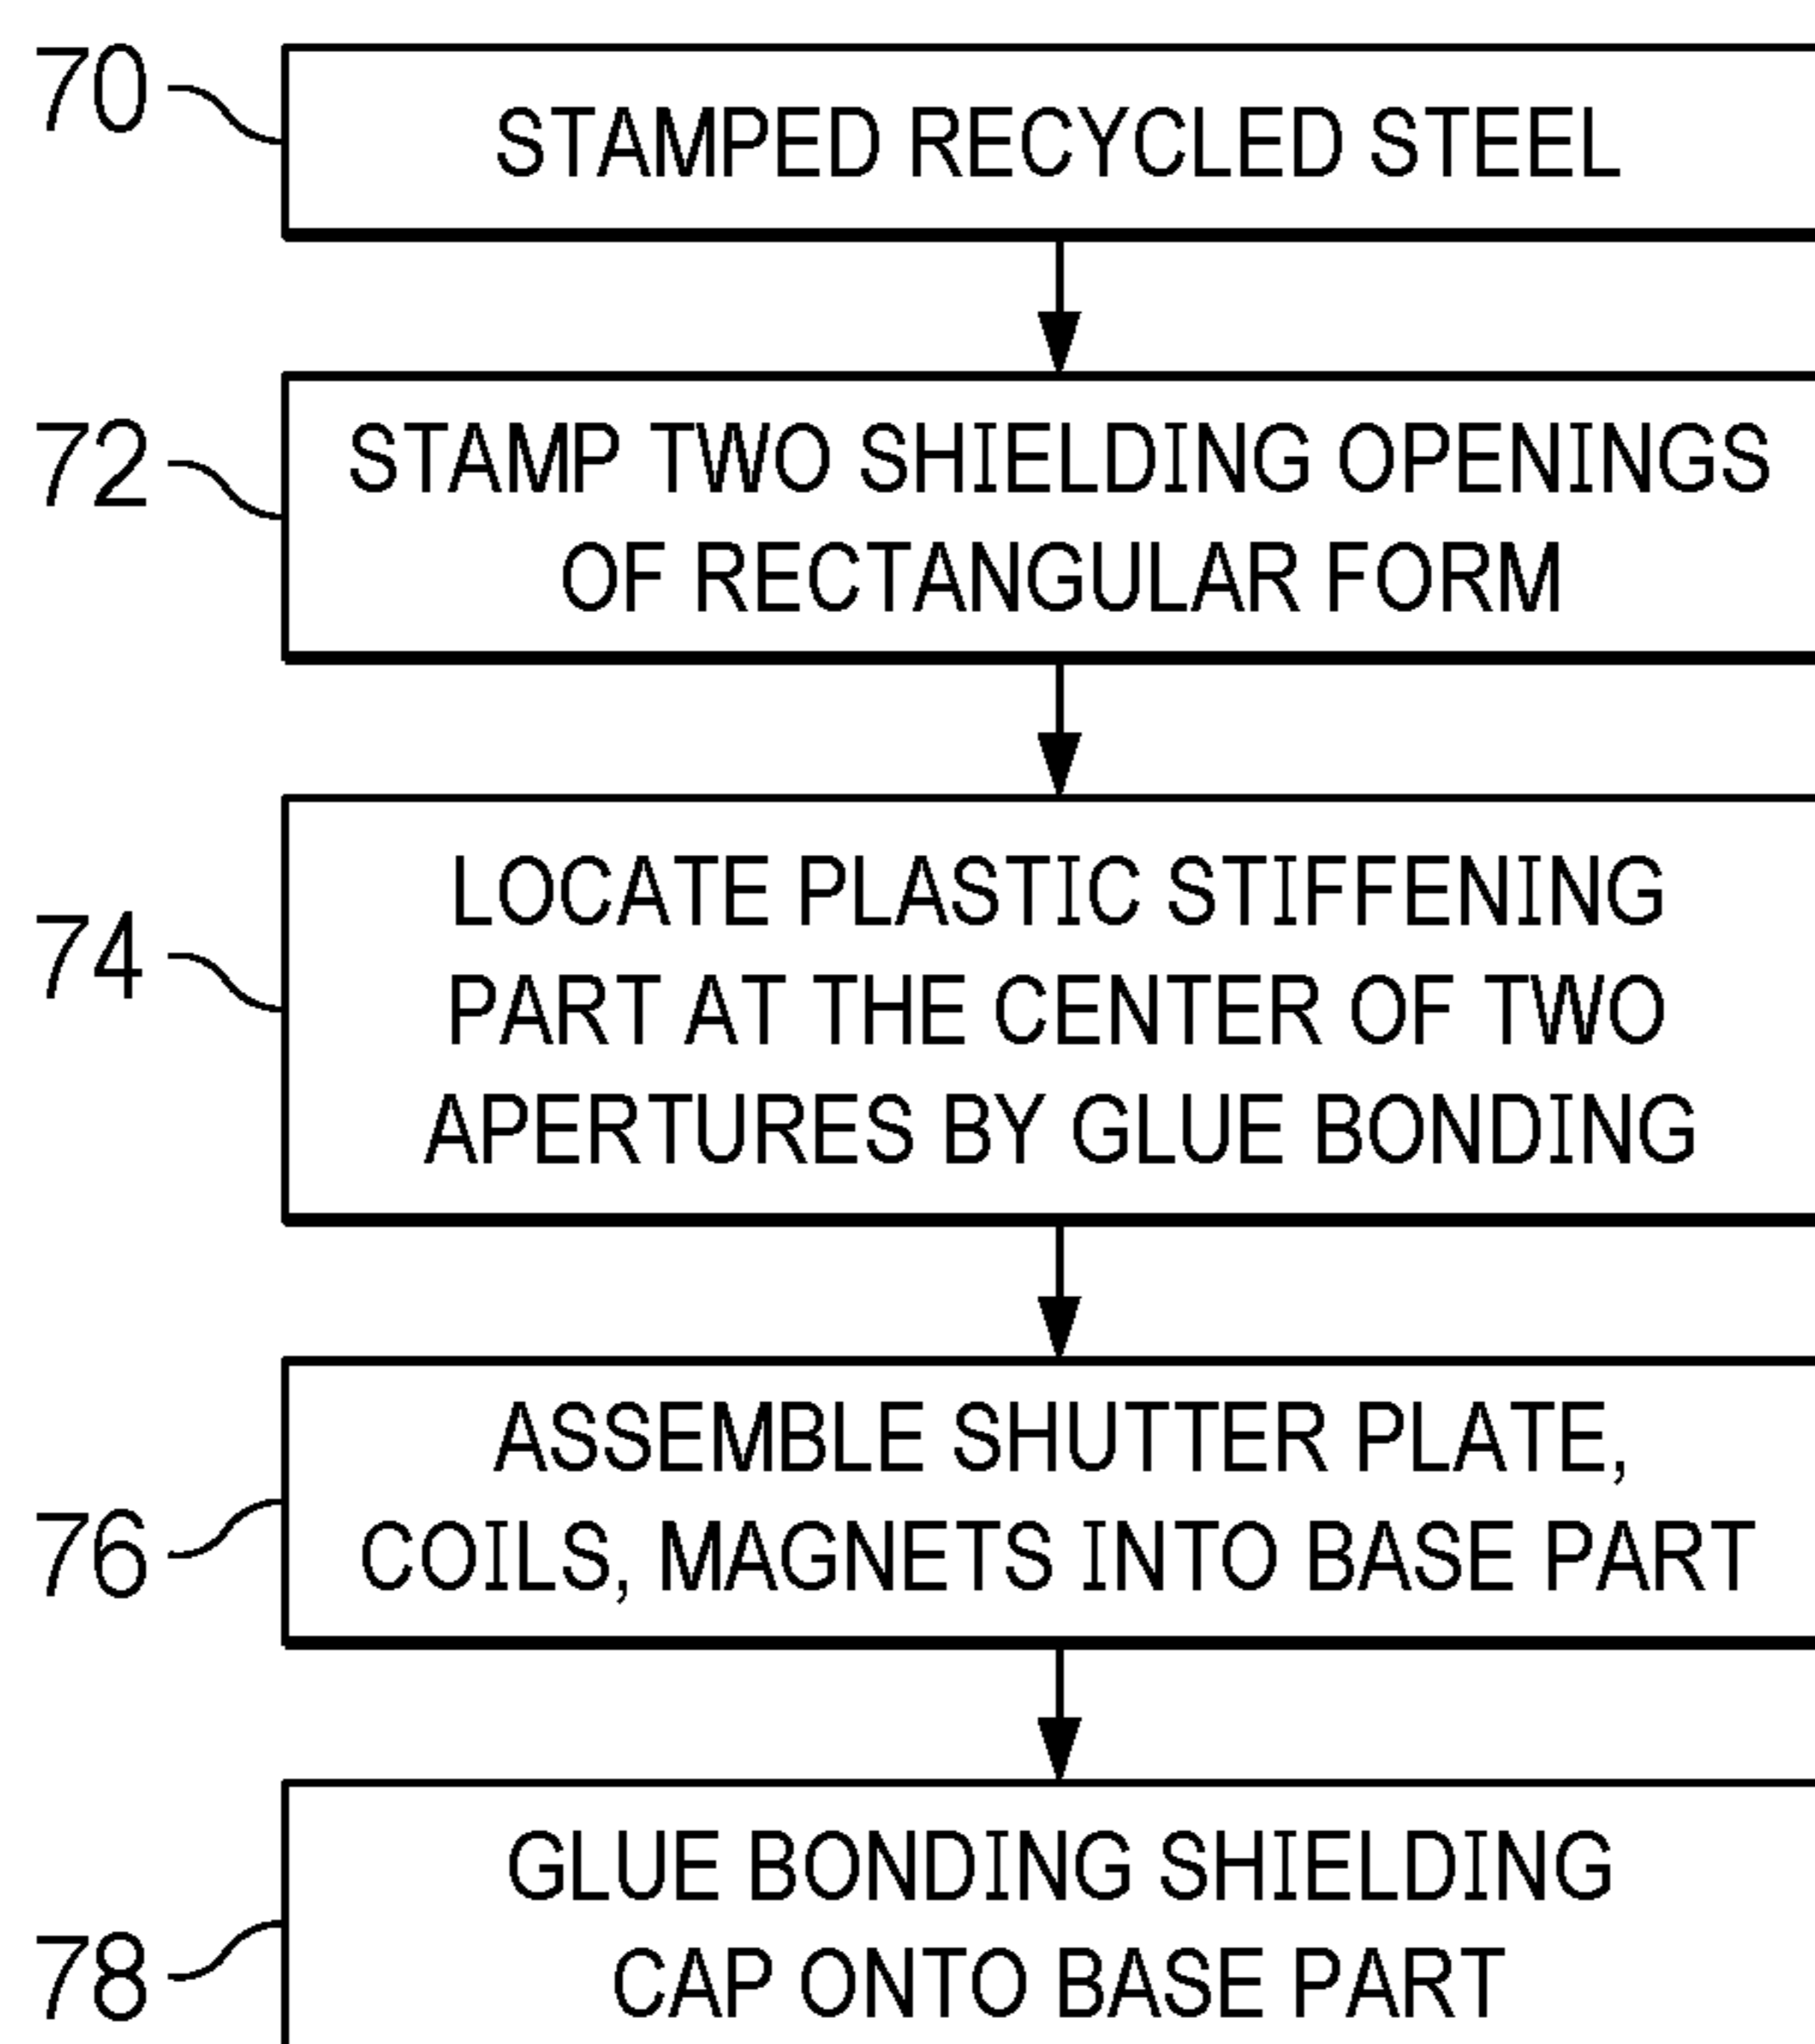 70
STAMPED RECYCLED STEEL
72
STAMP TWO SHIELDING OPENINGS
OF RECTANGULAR FORM
74
LOCATE PLASTIC STIFFENING
PART AT THE CENTER OF TWO
APERTURES BY GLUE BONDING
76
ASSEMBLE SHUTTER PLATE,
COILS, MAGNETS INTO BASE PART
78
GLUE BONDING SHIELDING
CAP ONTO BASE PART